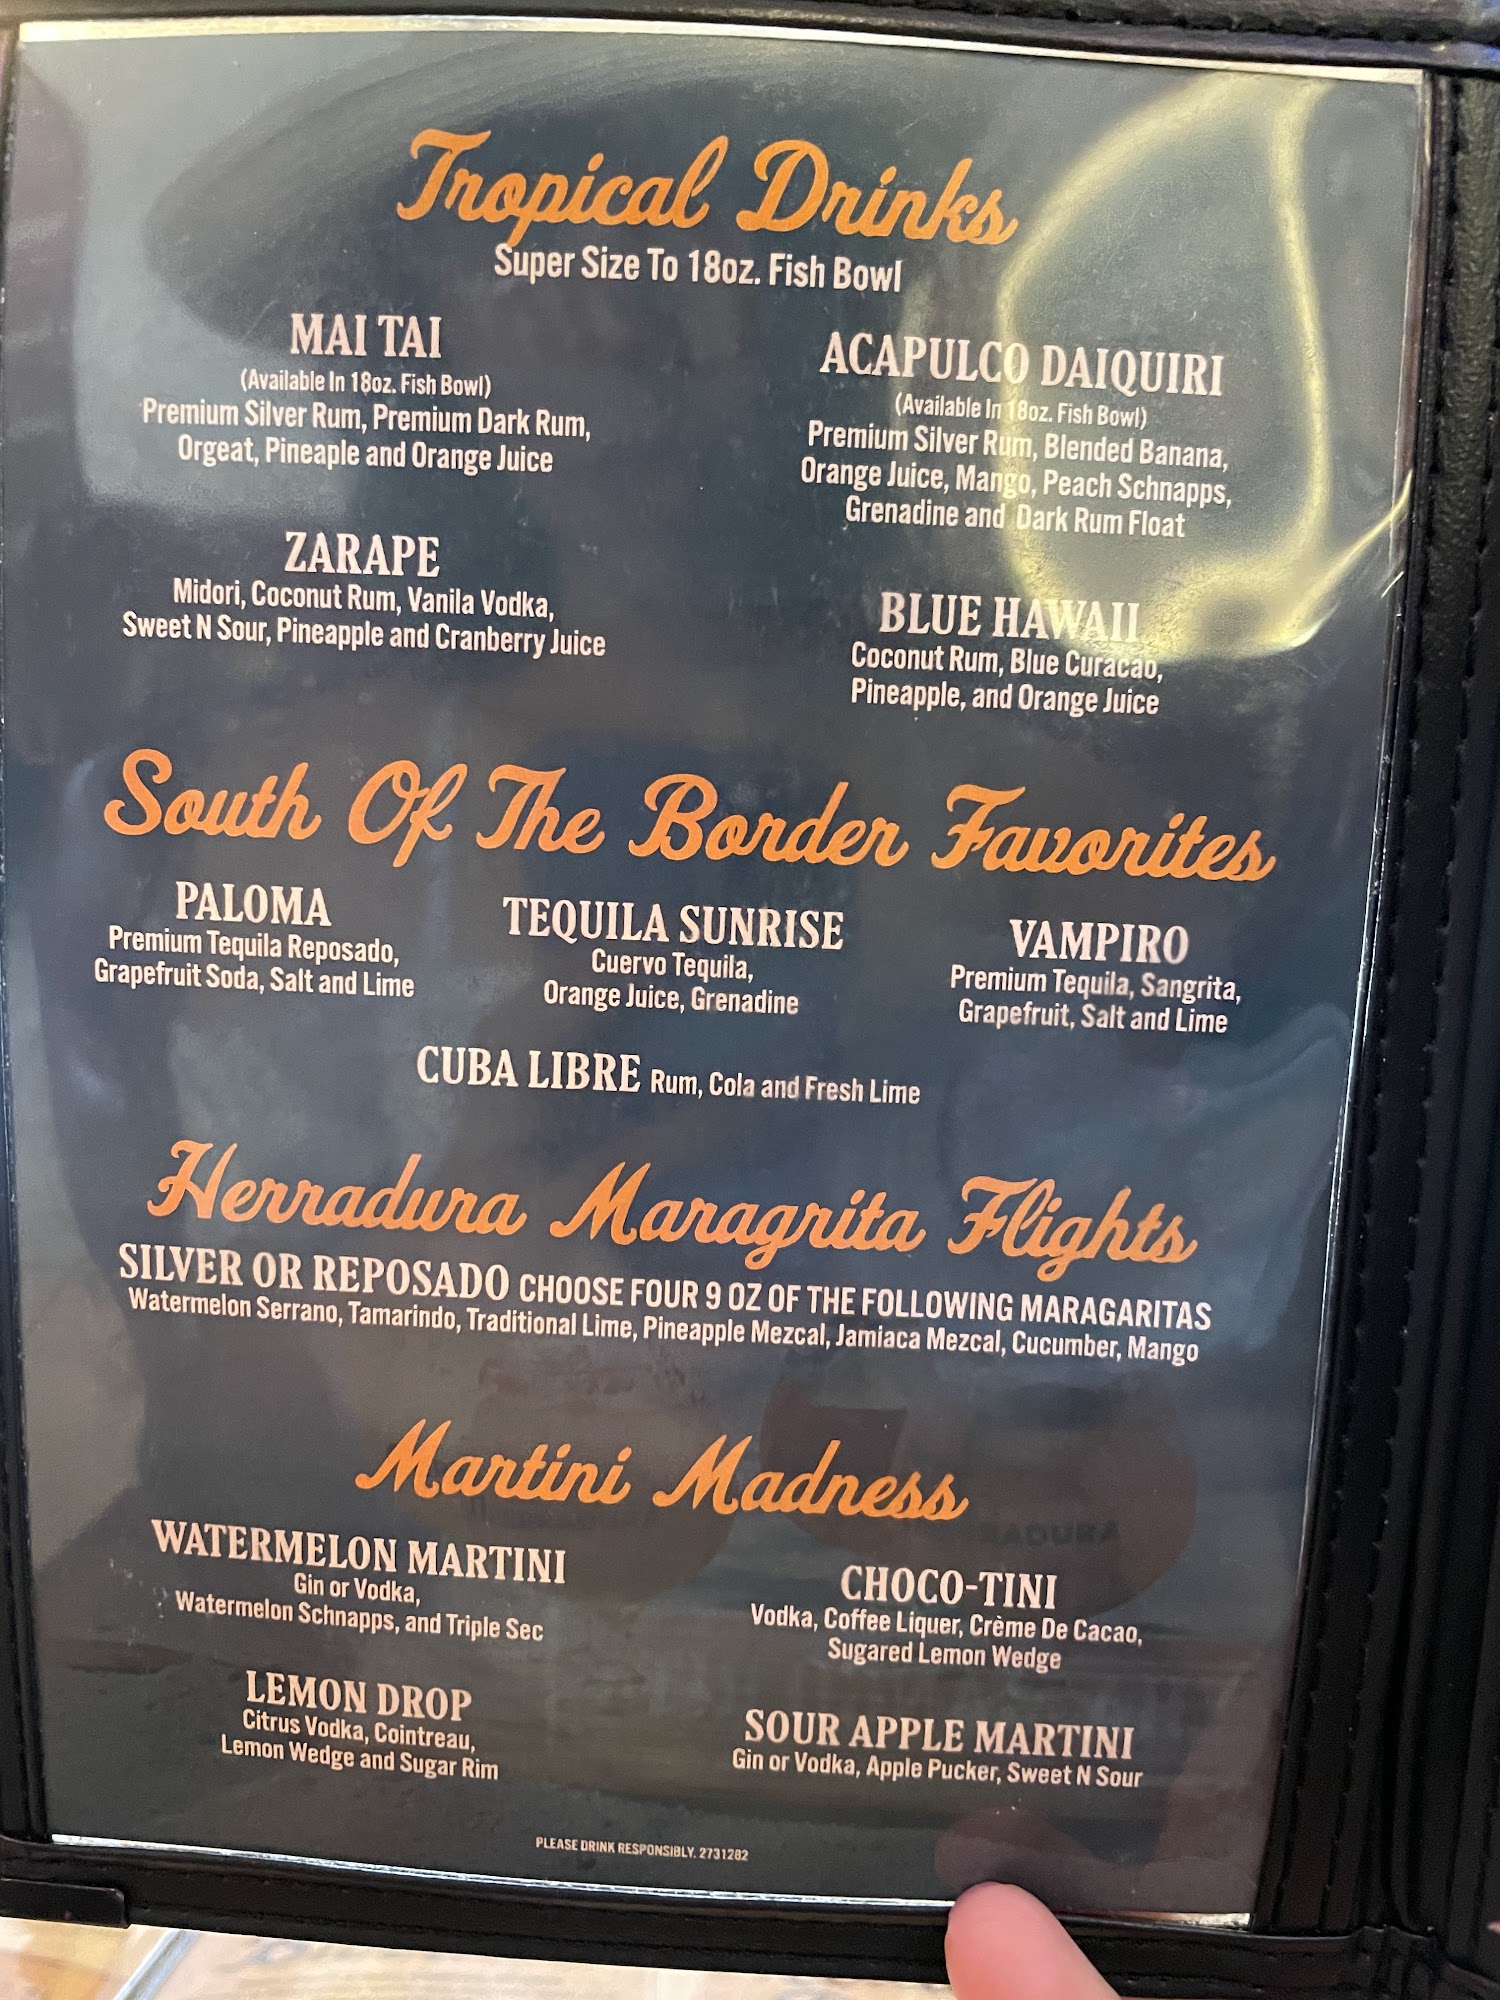 Tropical Drinks
Super Size To 18oz. Fish Bowl
MAI TAI
(Available In 18oz. Fish Bowl)
Premium Silver Rum, Premium Dark Rum,
Orgeat, Pineaple and Orange Juice
ACAPULCO DAIQUIRI
(Available In 18oz. Fish Bowl)
Premium Silver Rum, Blended Banana,
Orange Juice, Mango, Peach Schnapps,
Grenadine and Dark Rum Float
ZARAPE
Midori, Coconut Rum, Vanila Vodka,
Sweet N Sour, Pineapple and Cranberry Juice
BLUE HAWAII
Coconut Rum, Blue Curacao,
Pineapple, and Orange Juice
South Of The Border Favorites
PALOMA
Premium Tequila Reposado,
Grapefruit Soda, Salt and Lime
TEQUILA SUNRISE
Cuervo Tequila,
Orange Juice, Grenadine
VAMPIRO
Premium Tequila, Sangrita,
Grapefruit, Salt and Lime
CUBA LIBRE Rum, Cola and Fresh Lime
Herradura Maragrita Flights
SILVER OR REPOSADO CHOOSE FOUR 9 OZ OF THE FOLLOWING MARAGARITAS
Watermelon Serrano, Tamarindo, Traditional Lime, Pineapple Mezcal, Jamiaca Mezcal, Cucumber, Mango
Martini Madness
WATERMELON MARTINI
Gin or Vodka,
Watermelon Schnapps, and Triple Sec
CHOCO-TINI
Vodka, Coffee Liquer, Crème De Cacao,
Sugared Lemon Wedge
LEMON DROP
Citrus Vodka, Cointreau,
Lemon Wedge and Sugar Rim
SOUR APPLE MARTINI
Gin or Vodka, Apple Pucker, Sweet N Sour
PLEASE DRINK RESPONSIBLY. 2731282